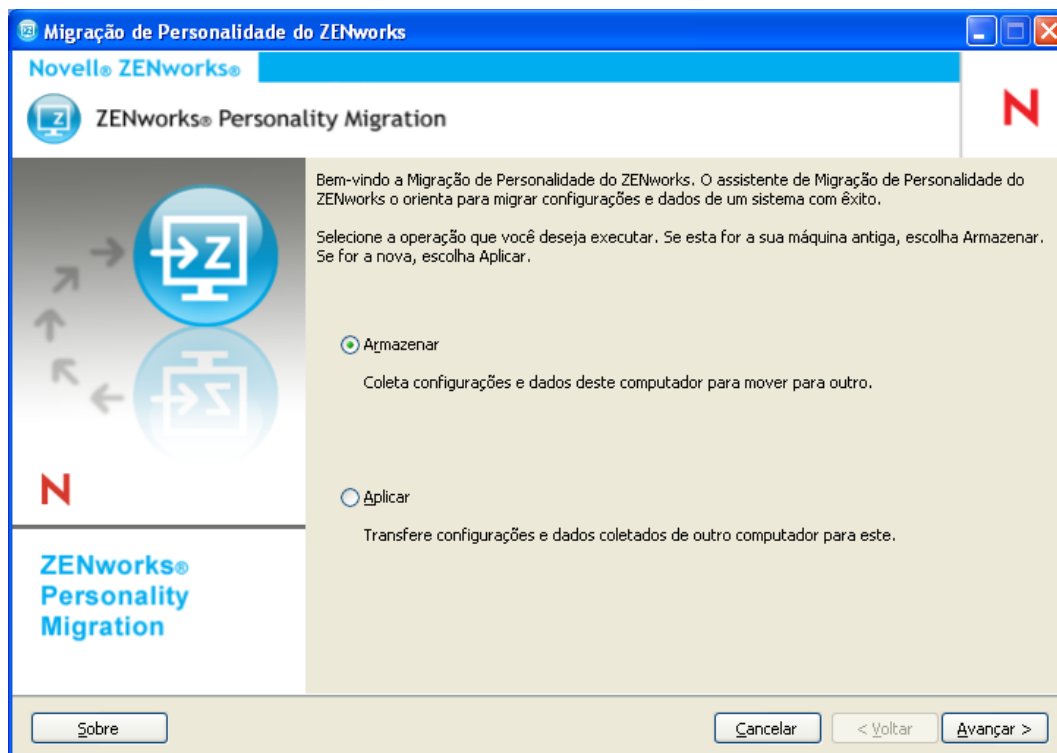 Migração de Personalidade do ZENworks
Novell® ZENworks®
ZENworks® Personality Migration
N
Bem-vindo a Migração de Personalidade do ZENworks. O assistente de Migração de Personalidade do
ZENworks o orienta para migrar configurações e dados de um sistema com êxito.
Selecione a operação que você deseja executar. Se esta for a sua máquina antiga, escolha Armazenar.
Se for a nova, escolha Aplicar.
Z
Armazenar
Coleta configurações e dados deste computador para mover para outro.
N
Aplicar
Transfere configurações e dados coletados de outro computador para este.
ZENworks®
Personality
Migration
Sobre
Cancelar
< Voltar
Avançar >